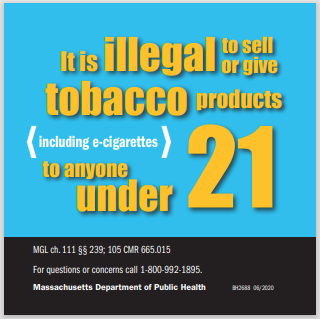 It is illegal to sell
or give
tobacco products
(including e-cigarettes)
to anyone
under 21
MGL ch. 111 §§ 239; 105 CMR 665.015
For questions or concerns call 1-800-992-1895.
Massachusetts Department of Public Health BH2688 06/2020